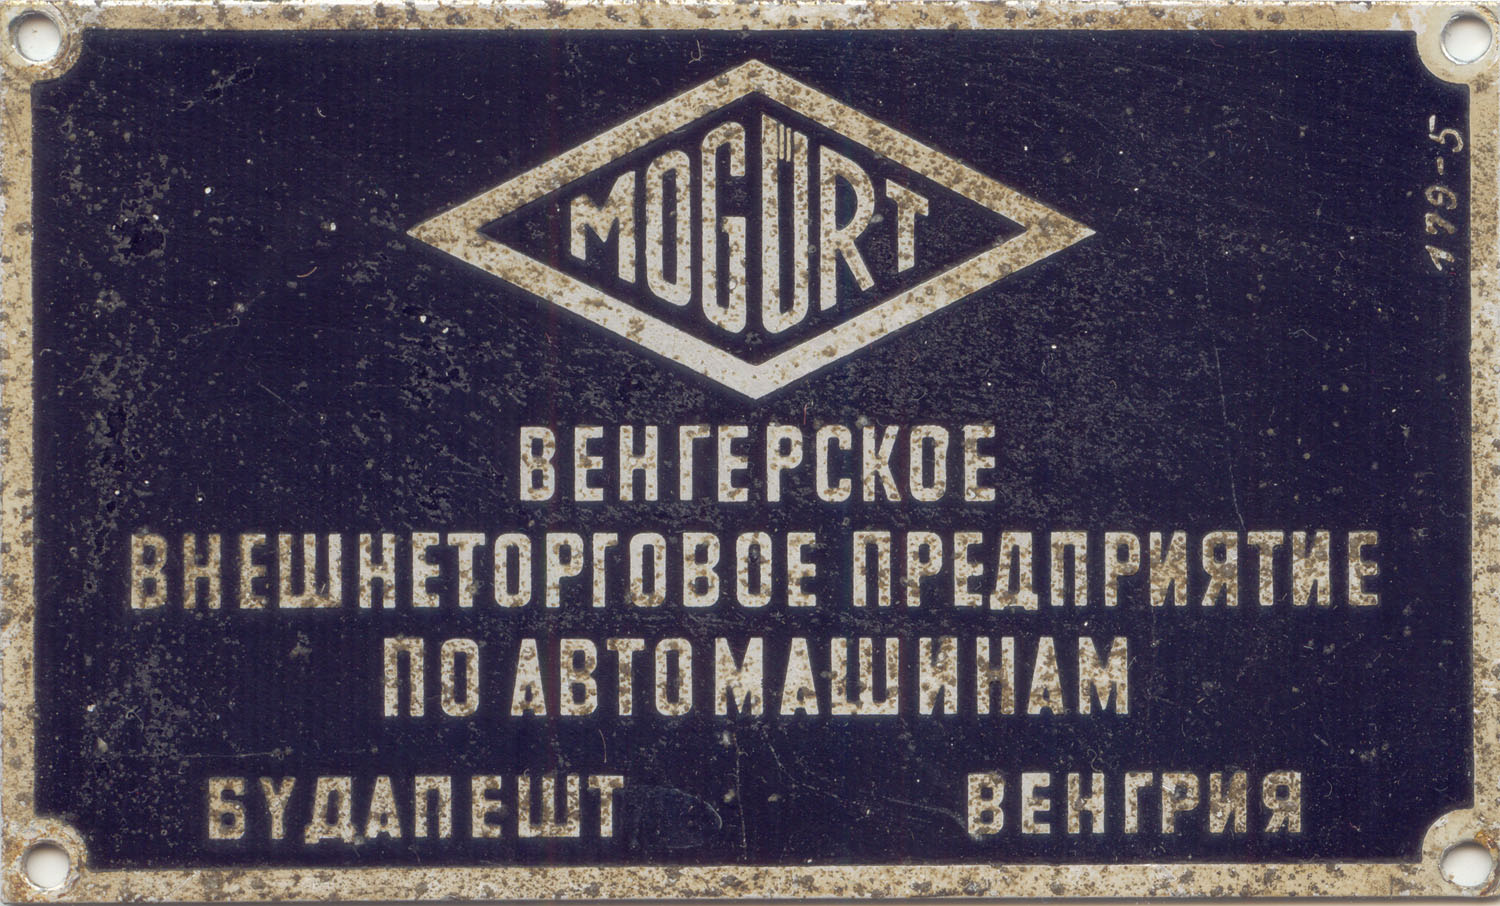 MOGÜRT
179-5
ВЕНГЕРСКОЕ
ВНЕШНЕТОРГОВОЕ ПРЕДПРИЯТИЕ
ПО АВТОМАШИНАМ
БУДАПЕШТ ВЕНГРИЯ